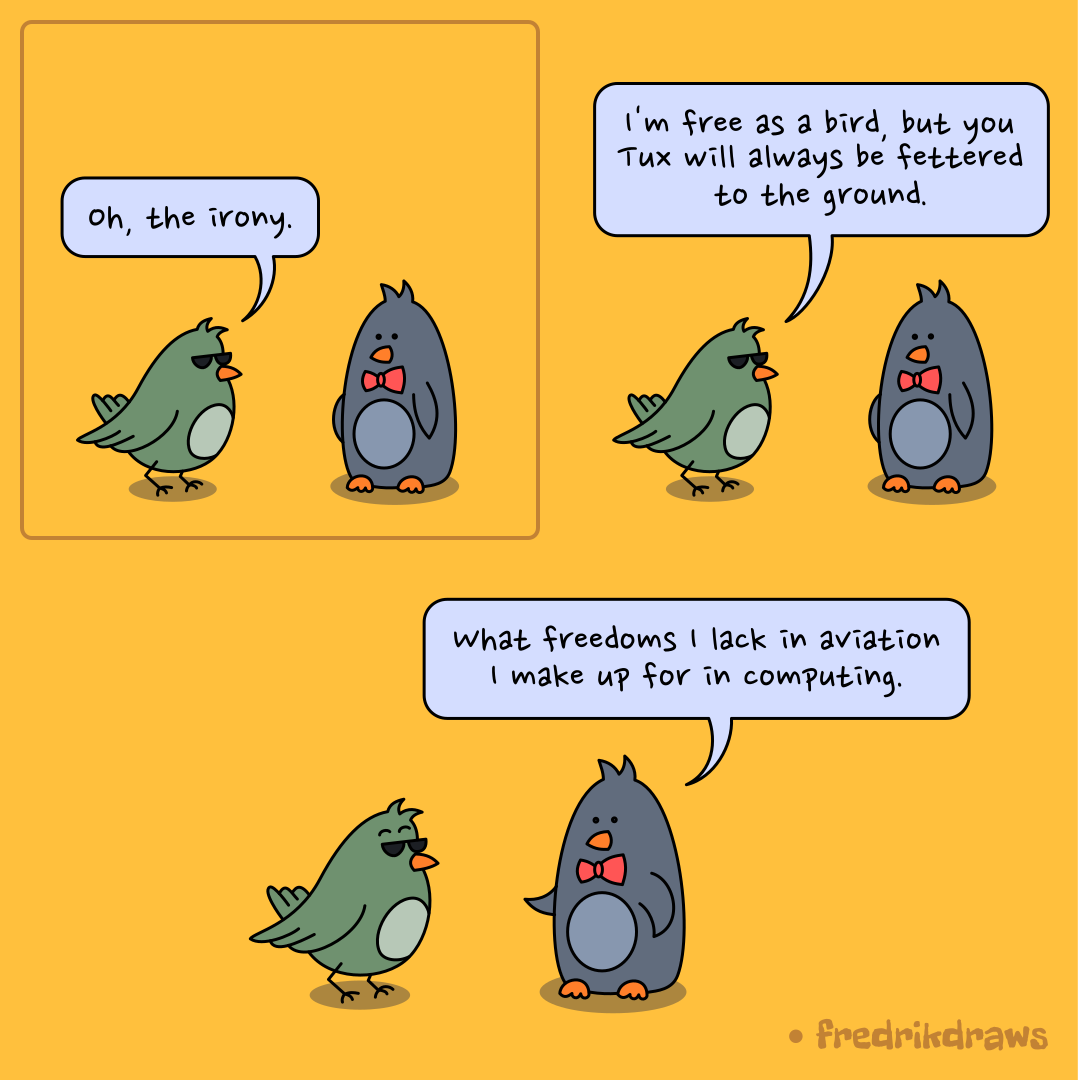 Oh, the irony.
I'm free as a bird, but you
Tux will always be fettered
to the ground.
What freedoms I lack in aviation
I make up for in computing.
• fredrikdraws